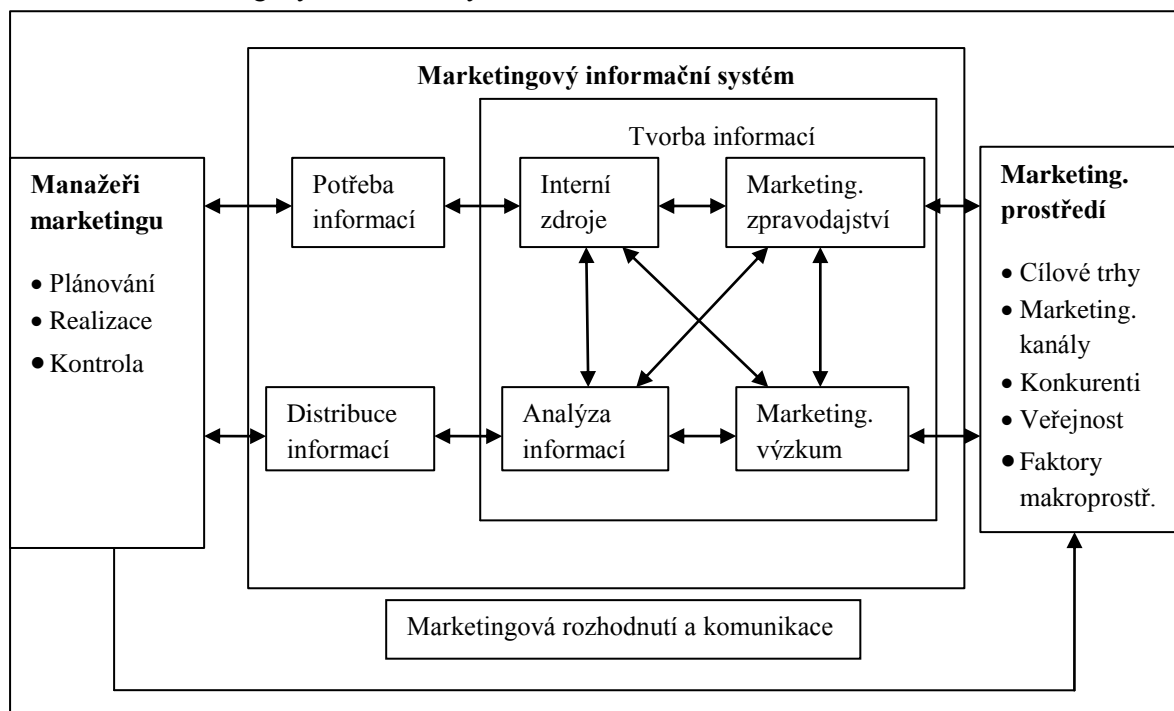 Marketingový informační systém
Tvorba informací
Manažeři
marketingu
• Plánování
• Realizace
• Kontrola
Potřeba
informací
Interní
zdroje
Marketing.
zpravodajství
Distribuce
informací
Analýza
informací
Marketing.
výzkum
Marketing.
prostředí
• Cílové trhy
• Marketing.
kanály
• Konkurenti
• Veřejnost
• Faktory
makroprostř.
Marketingová rozhodnutí a komunikace